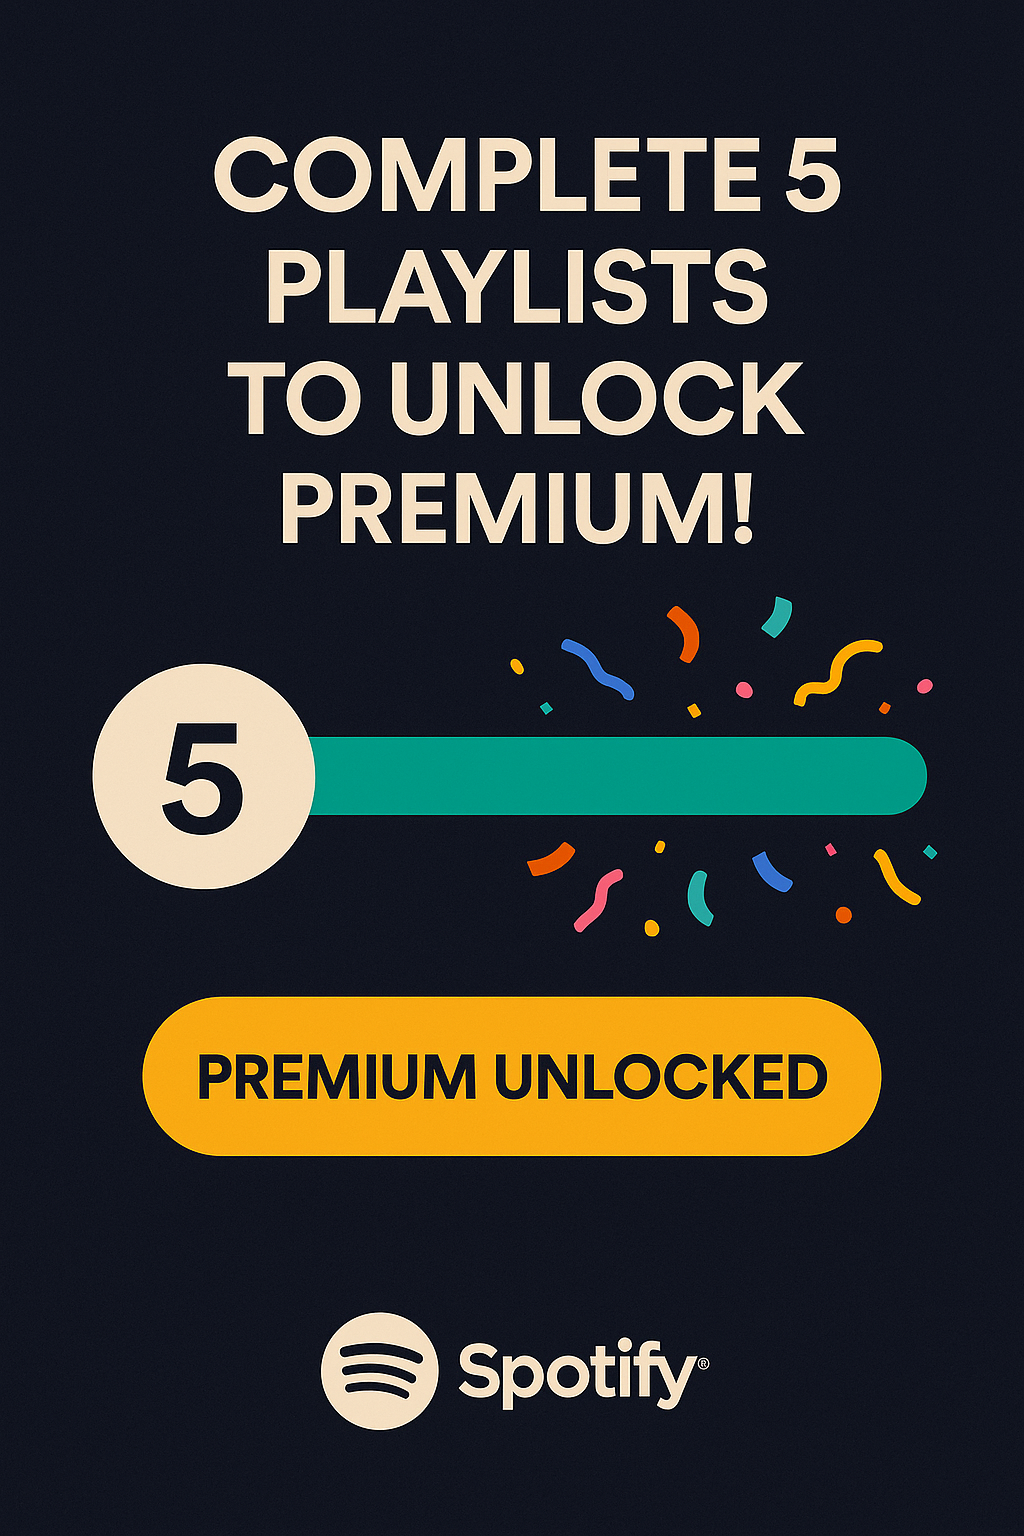 COMPLETE 5
PLAYLISTS
TO UNLOCK
PREMIUM!
5
PREMIUM UNLOCKED
Spotify®